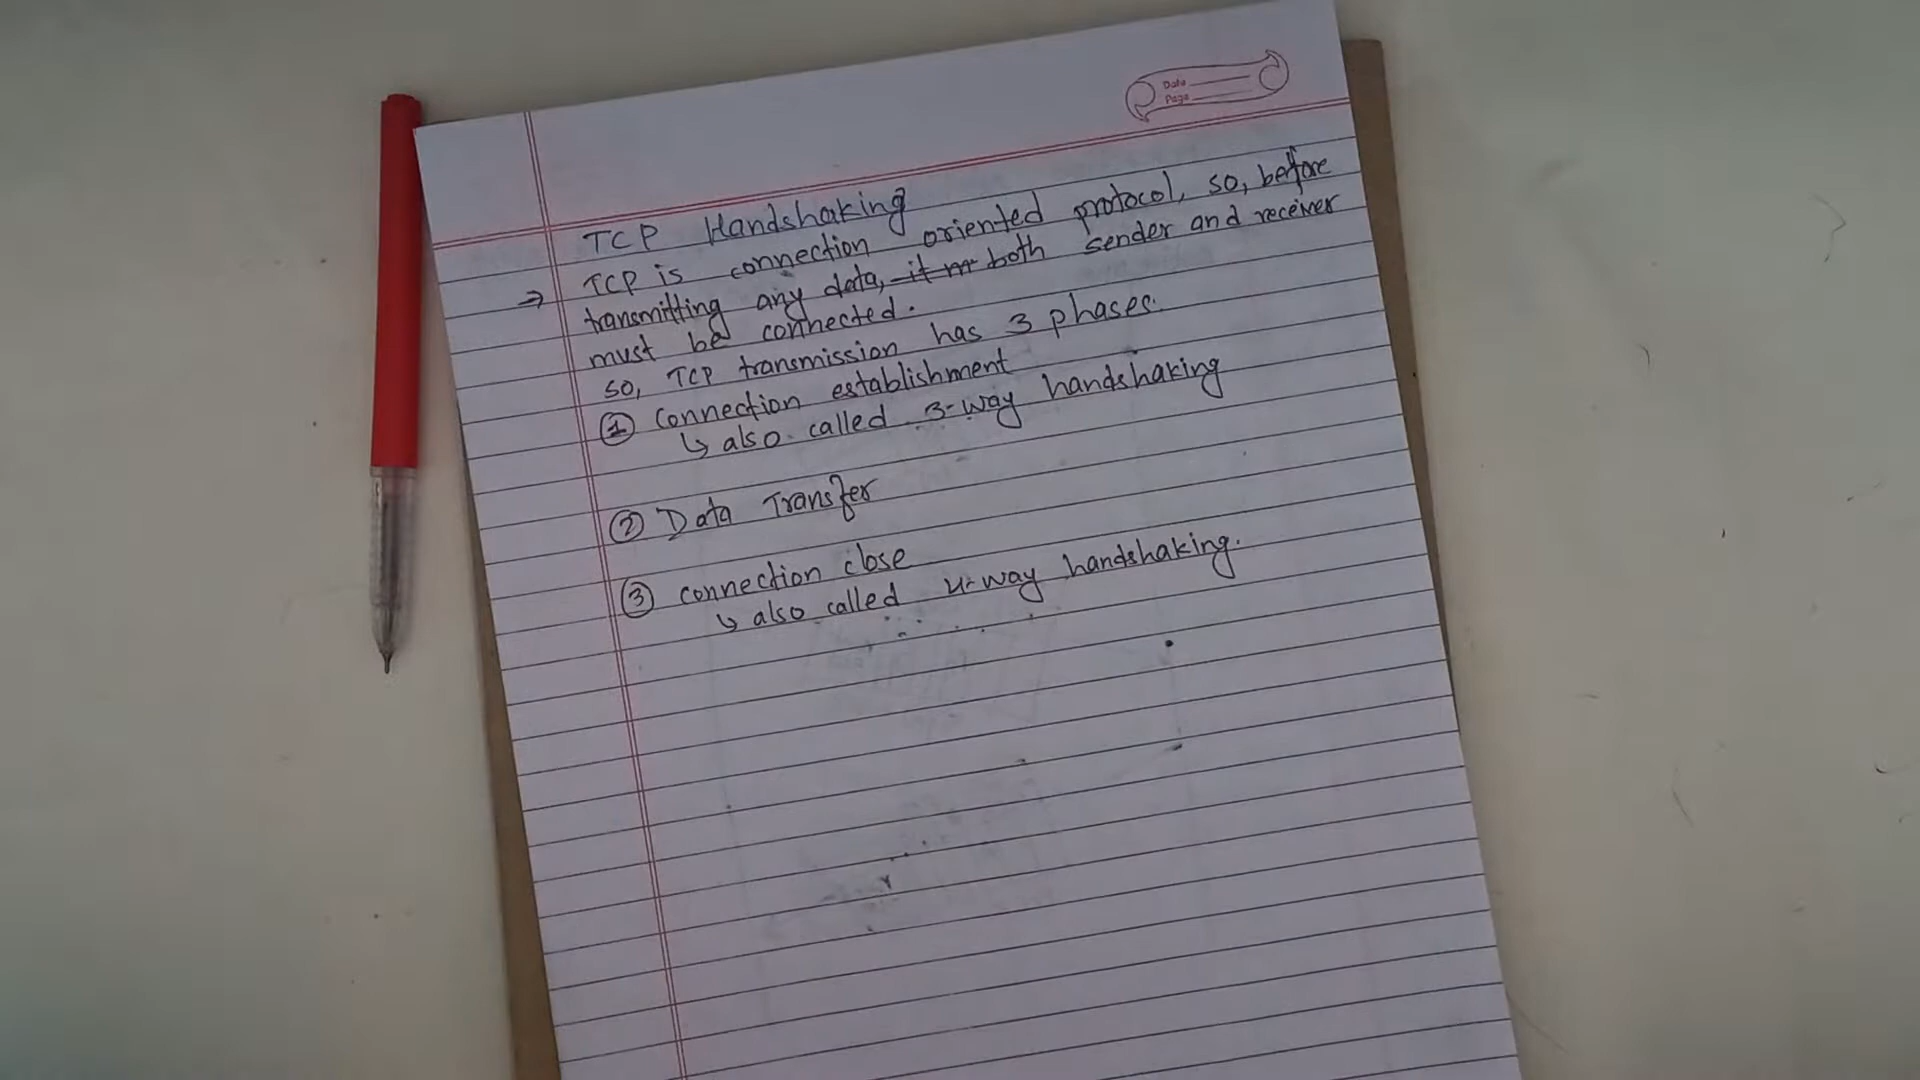 Date
Page
TCP Handshaking
⇒ TCP is connection oriented protocol, so, before
transmitting any data, it m both sender and receiver
must be connected.
so, TCP transmission has 3 phases.
① connection establishment
↳ also called 3-way handshaking
② Data Transfer
③ connection close
↳ also called 4-way handshaking.